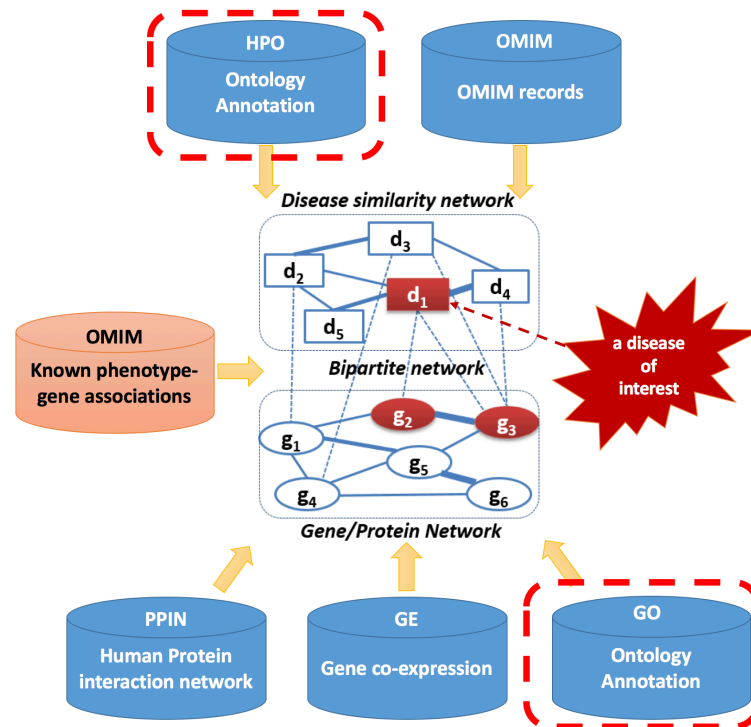 HPO
Ontology
Annotation
OMIM
OMIM records
Disease similarity network
d₃
d₂
d₁
d₄
d₅
OMIM
Known phenotype-
gene associations
a disease
of
interest
Bipartite network
g₂
g₃
g₁
g₅
g₄
g₆
Gene/Protein Network
PPIN
Human Protein
interaction network
GE
Gene co-expression
GO
Ontology
Annotation